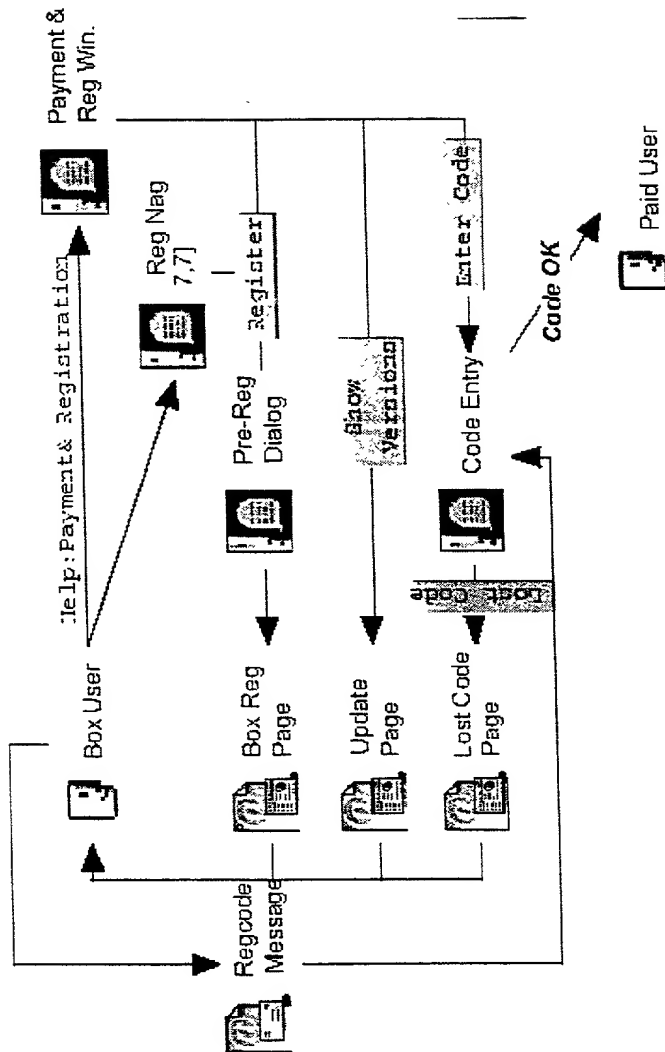 Payment &
Reg Win.
Help:Payment& Registration
Reg Nag
7,7]
Box User
Register
Pre-Reg
Dialog
Box Reg
Page
Regcode
Message
Show
Versions
Update
Page
Enter Code
Code Entry
Lost Code
Lost Code
Page
Code OK
Paid User